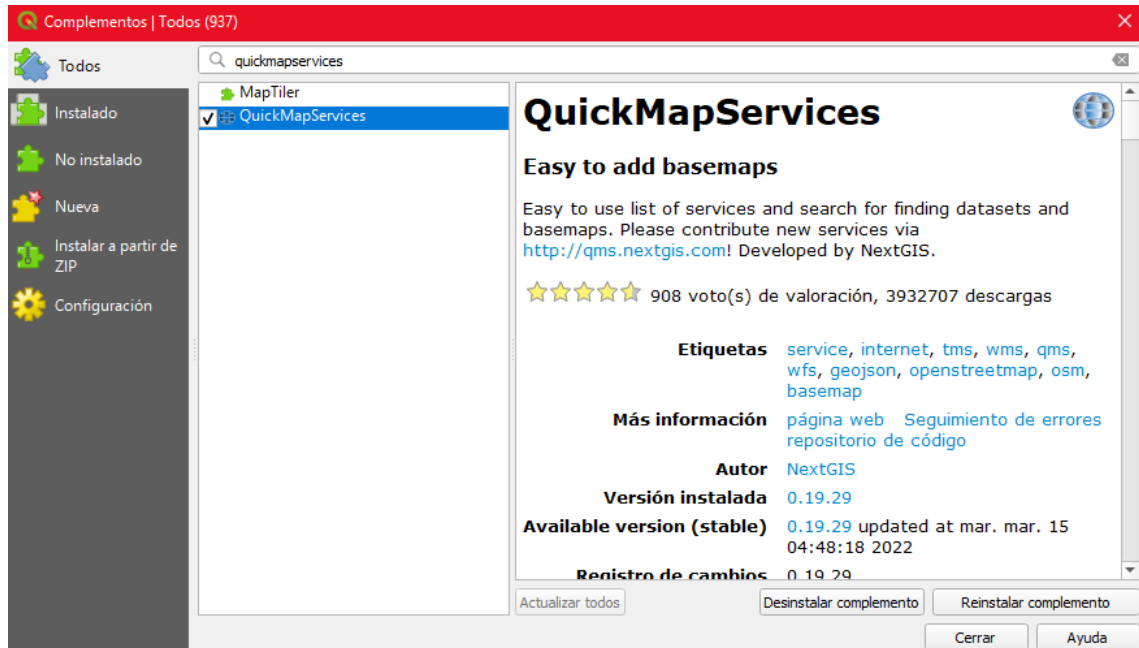 Complementos | Todos (937)
Todos
Instalado
No instalado
Nueva
Instalar a partir de
ZIP
Configuración
quickmapservices
MapTiler
QuickMapServices
QuickMapServices
Easy to add basemaps
Easy to use list of services and search for finding datasets and
basemaps. Please contribute new services via
http://qms.nextgis.com! Developed by NextGIS.
908 voto(s) de valoración, 3932707 descargas
Etiquetas service, internet, tms, wms, qms,
wfs, geojson, openstreetmap, osm,
basemap
Más información página web Seguimiento de errores
repositorio de código
Autor NextGIS
Versión instalada 0.19.29
Available version (stable) 0.19.29 updated at mar. mar. 15
04:48:18 2022
Registro de cambios 0.19.29
Actualizar todos Desinstalar complemento Reinstalar complemento
Cerrar Ayuda